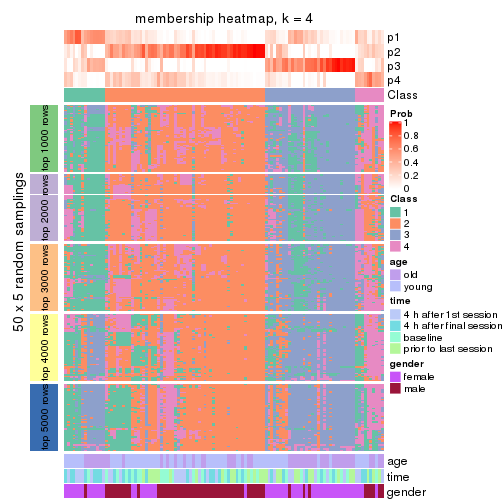 membership heatmap, k = 4
p1
p2
p3
p4
Class
50 x 5 random samplings
top 1000 rows
top 2000 rows
top 3000 rows
top 4000 rows
top 5000 rows
age
time
gender
Prob
1
0.8
0.6
0.4
0.2
0
Class
1
2
3
4
age
old
young
time
4 h after 1st session
4 h after final session
baseline
prior to last session
gender
female
male